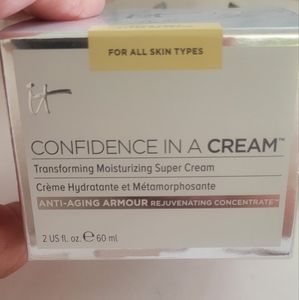 FOR ALL SKIN TYPES
it
CONFIDENCE IN A CREAM™
Transforming Moisturizing Super Cream
Crème Hydratante et Métamorphosante
ANTI-AGING ARMOUR REJUVENATING CONCENTRATE™
2 US fl. oz. ℮ 60 ml